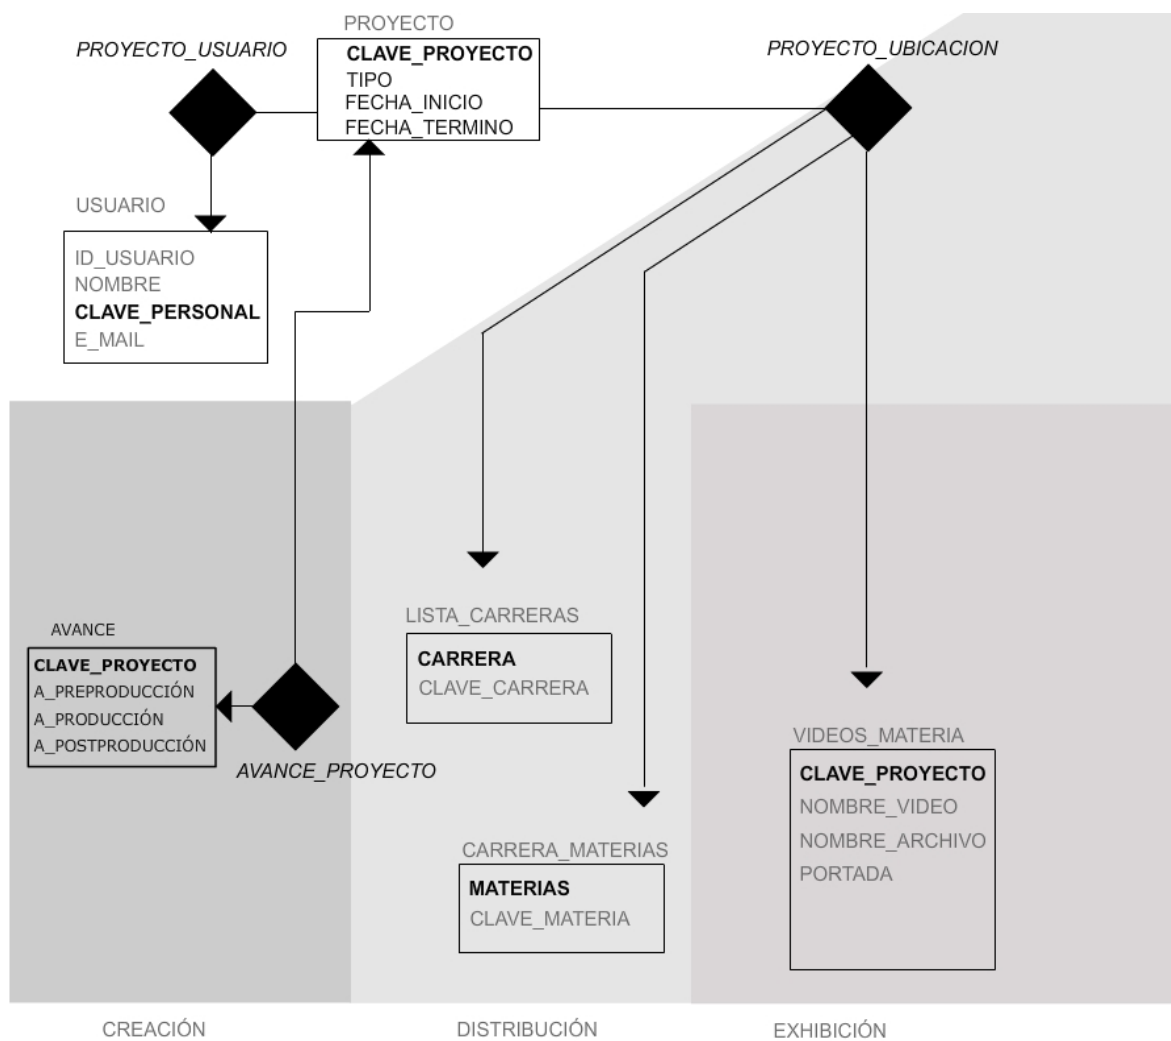 PROYECTO
PROYECTO_USUARIO
PROYECTO_UBICACION
CLAVE_PROYECTO
TIPO
FECHA_INICIO
FECHA_TERMINO
USUARIO
ID_USUARIO
NOMBRE
CLAVE_PERSONAL
E_MAIL
AVANCE
CLAVE_PROYECTO
A_PREPRODUCCIÓN
A_PRODUCCIÓN
A_POSTPRODUCCIÓN
AVANCE_PROYECTO
LISTA_CARRERAS
CARRERA
CLAVE_CARRERA
CARRERA_MATERIAS
MATERIAS
CLAVE_MATERIA
VIDEOS_MATERIA
CLAVE_PROYECTO
NOMBRE_VIDEO
NOMBRE_ARCHIVO
PORTADA
CREACIÓN
DISTRIBUCIÓN
EXHIBICIÓN